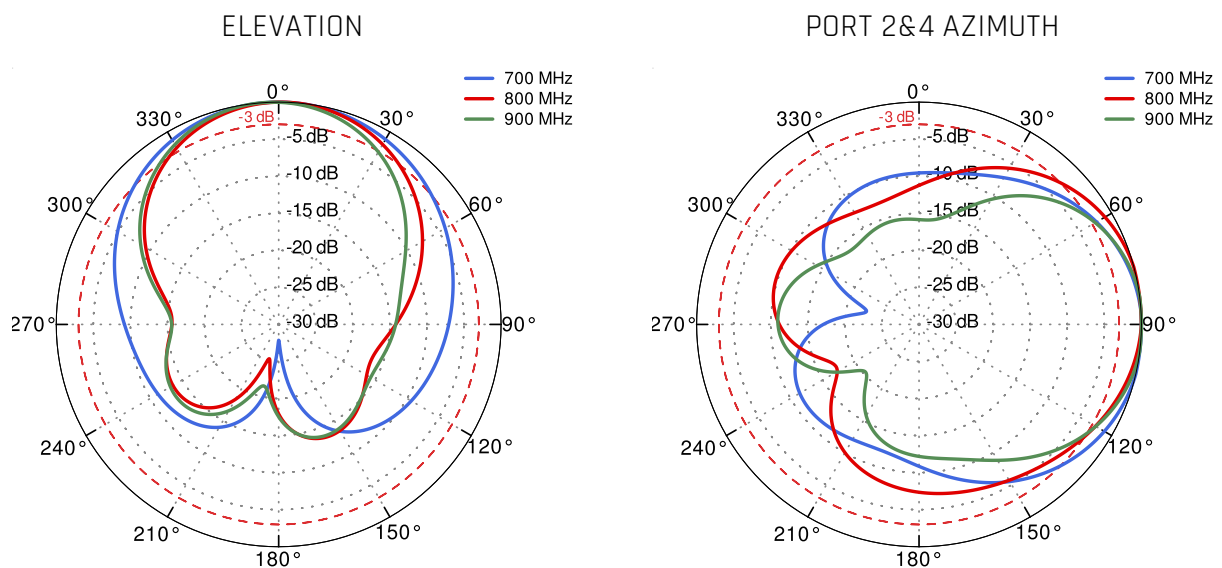 ELEVATION
700 MHz
800 MHz
900 MHz
0°
-3 dB
330°
30°
-5 dB
-10 dB
300°
60°
-15 dB
-20 dB
-25 dB
270°
-30 dB
90°
240°
120°
210°
150°
180°
PORT 2&4 AZIMUTH
700 MHz
800 MHz
900 MHz
0°
-3 dB
330°
30°
-5 dB
-10 dB
300°
60°
-15 dB
-20 dB
-25 dB
270°
-30 dB
90°
240°
120°
210°
150°
180°